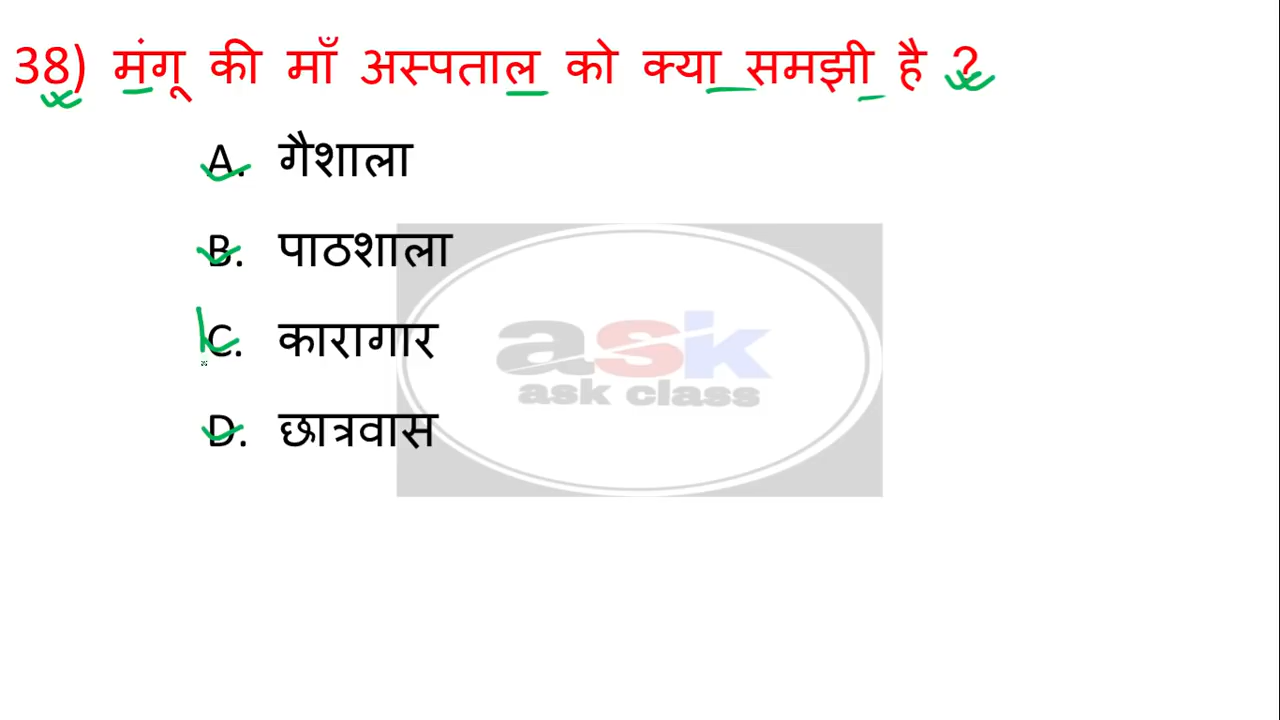 38) मंगू की माँ अस्पताल को क्या समझी है ?
A. गैशाला
B. पाठशाला
C. कारागार
D. छात्रवास
ask
ask class